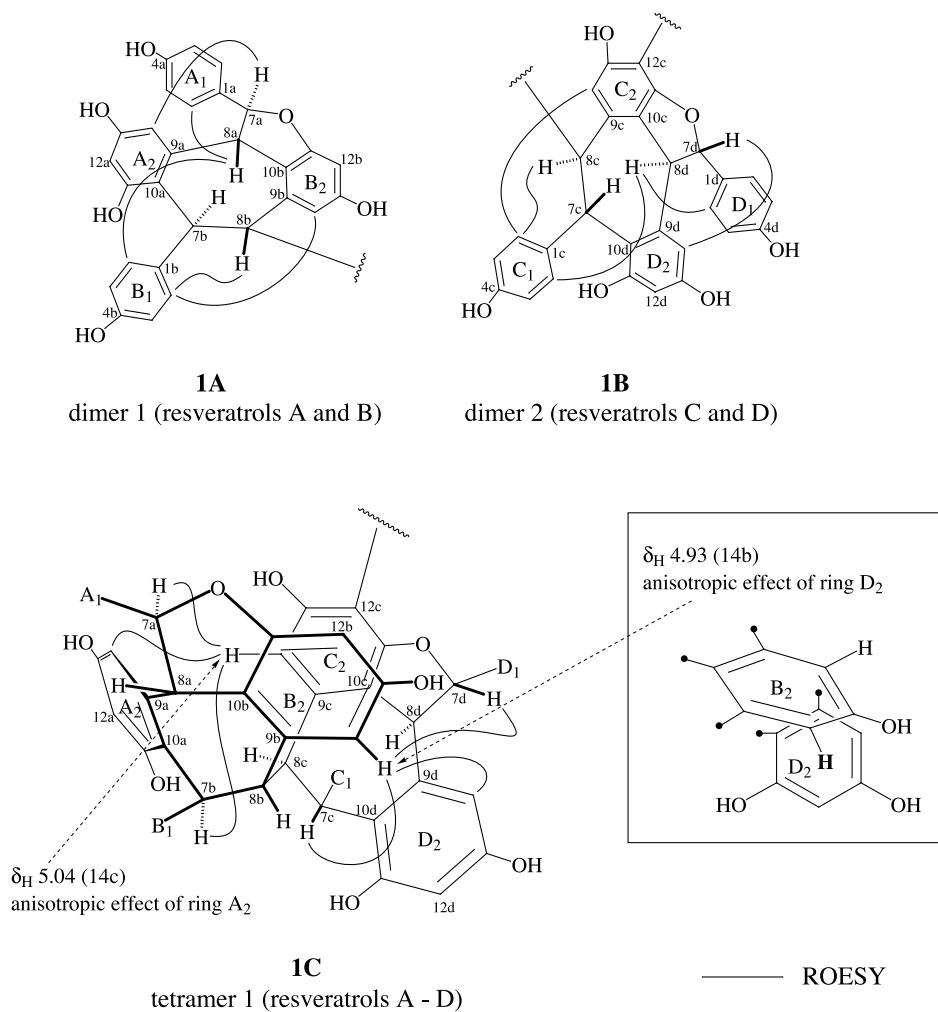 HO
4a
A1
1a
H
7a
O
HO
8a
9a
A2
12a
10a
H
10b
12b
B2
9b
HO
H
8b
7b
OH
H
1b
B1
4b
HO
1A
dimer 1 (resveratrols A and B)
HO
12c
C2
9c
10c
O
7d
H
H
8c
H
8d
1d
H
D1
7c
9d
4d
1c
10d
OH
C1
D2
4c
HO
HO
12d
OH
1B
dimer 2 (resveratrols C and D)
HO
H
A1
O
12c
7a
HO
12b
O
H
C2
D1
H
8a
10c
OH
7d
A2
9a
10b
B2
9c
8d
H
12a
10a
9b
H
H
8c
H
OH
7b
C1
9d
8b
10d
B1
H
H
7c
H
D2
OH
HO
12d
δH 5.04 (14c)
anisotropic effect of ring A2
1C
tetramer 1 (resveratrols A - D)
δH 4.93 (14b)
anisotropic effect of ring D2
H
B2
OH
D2
H
HO
OH
ROESY